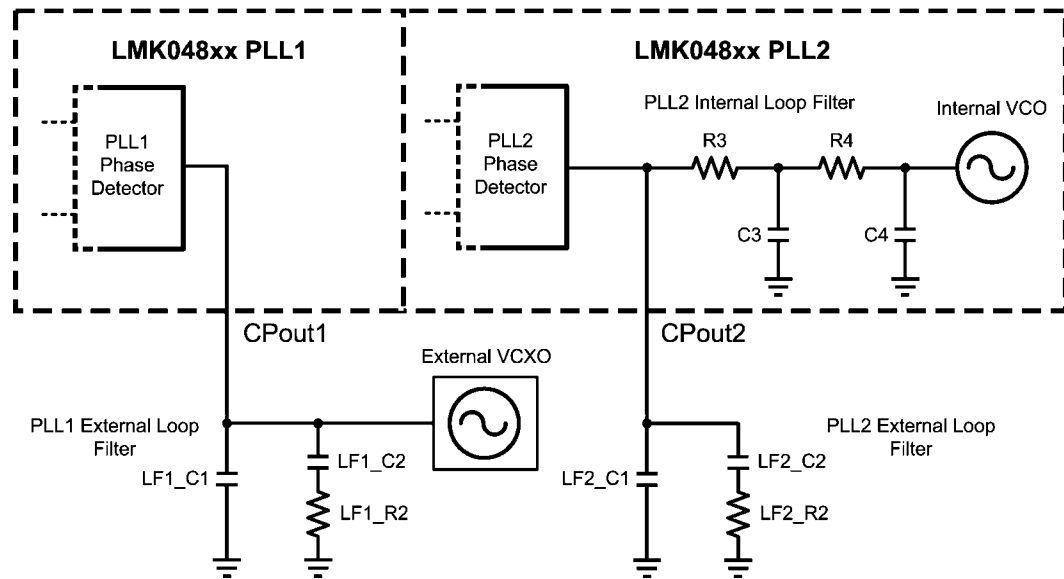 LMK048xx PLL1
PLL1
Phase
Detector
CPout1
External VCXO
PLL1 External Loop
Filter
LF1_C1
LF1_C2
LF1_R2
LMK048xx PLL2
PLL2
Phase
Detector
PLL2 Internal Loop Filter
Internal VCO
R3
R4
C3
C4
CPout2
PLL2 External Loop
Filter
LF2_C1
LF2_C2
LF2_R2